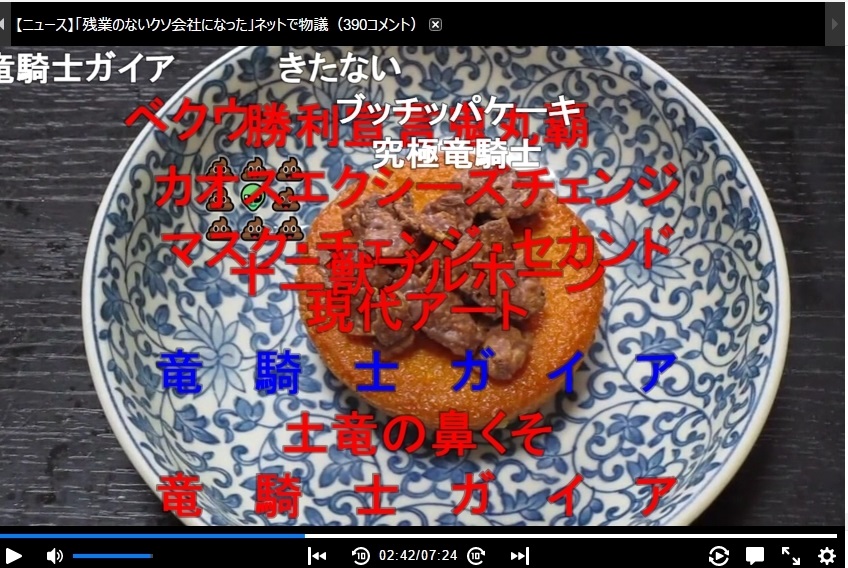 【ニュース】「残業のないクソ会社になった」ネットで物議（390コメント）
竜騎士ガイア
きたない
ブッチッパケーキ
ベクウ
勝利宣言鬼丸覇
究極竜騎士
カオスエクシーズチェンジ
マスク・チェンジ・セカンド
十二獣ブルホーン
現代アート
竜　騎　士　ガ　イ　ア
土竜の鼻くそ
竜　騎　士　ガ　イ　ア
10
02:42/07:24
10